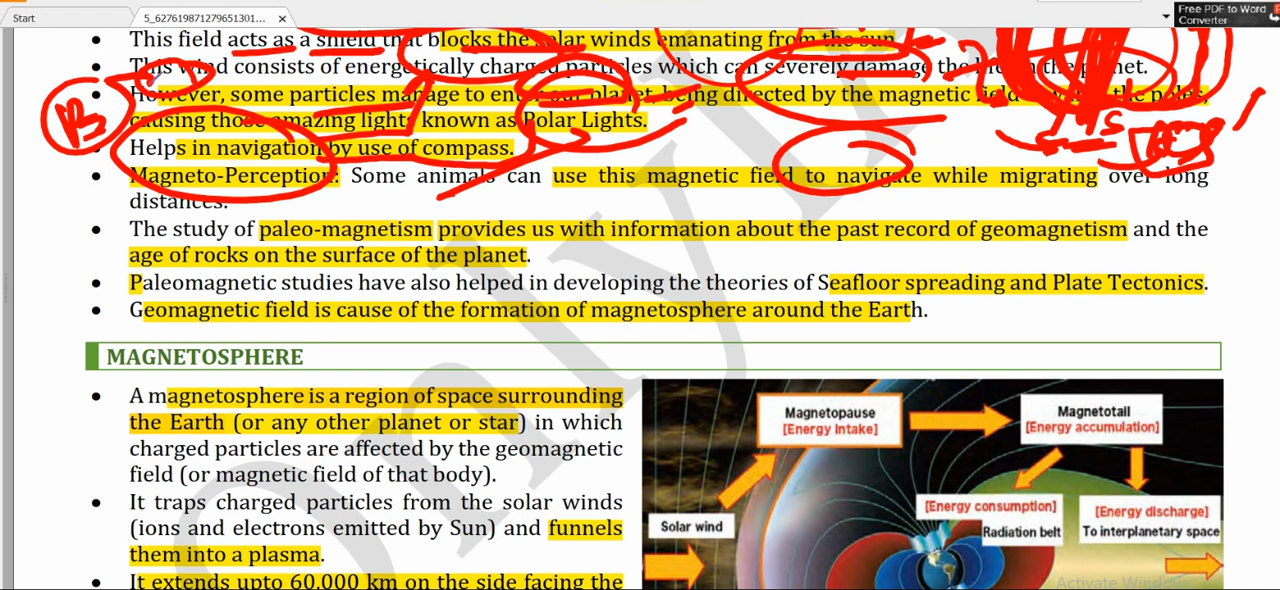 Start
5_627619871279651301...
Free PDF to Word
Converter
• This field acts as a shield that blocks the solar winds emanating from the sun
• This wind consists of energetically charged particles which can severely damage the life on the planet.
• However, some particles manage to enter our planet, being directed by the magnetic field the poles,
causing those amazing lights known as Polar Lights.
• Helps in navigation by use of compass.
• Magneto-Perception: Some animals can use this magnetic field to navigate while migrating over long
distances.
• The study of paleo-magnetism provides us with information about the past record of geomagnetism and the
age of rocks on the surface of the planet.
• Paleomagnetic studies have also helped in developing the theories of Seafloor spreading and Plate Tectonics.
• Geomagnetic field is cause of the formation of magnetosphere around the Earth.
MAGNETOSPHERE
• A magnetosphere is a region of space surrounding
the Earth (or any other planet or star) in which
charged particles are affected by the geomagnetic
field (or magnetic field of that body).
• It traps charged particles from the solar winds
(ions and electrons emitted by Sun) and funnels
them into a plasma.
• It extends upto 60,000 km on the side facing the
Magnetopause
[Energy Intake]
Magnetotail
[Energy accumulation]
Solar wind
[Energy consumption]
Radiation belt
[Energy discharge]
To interplanetary space
Activate Windows